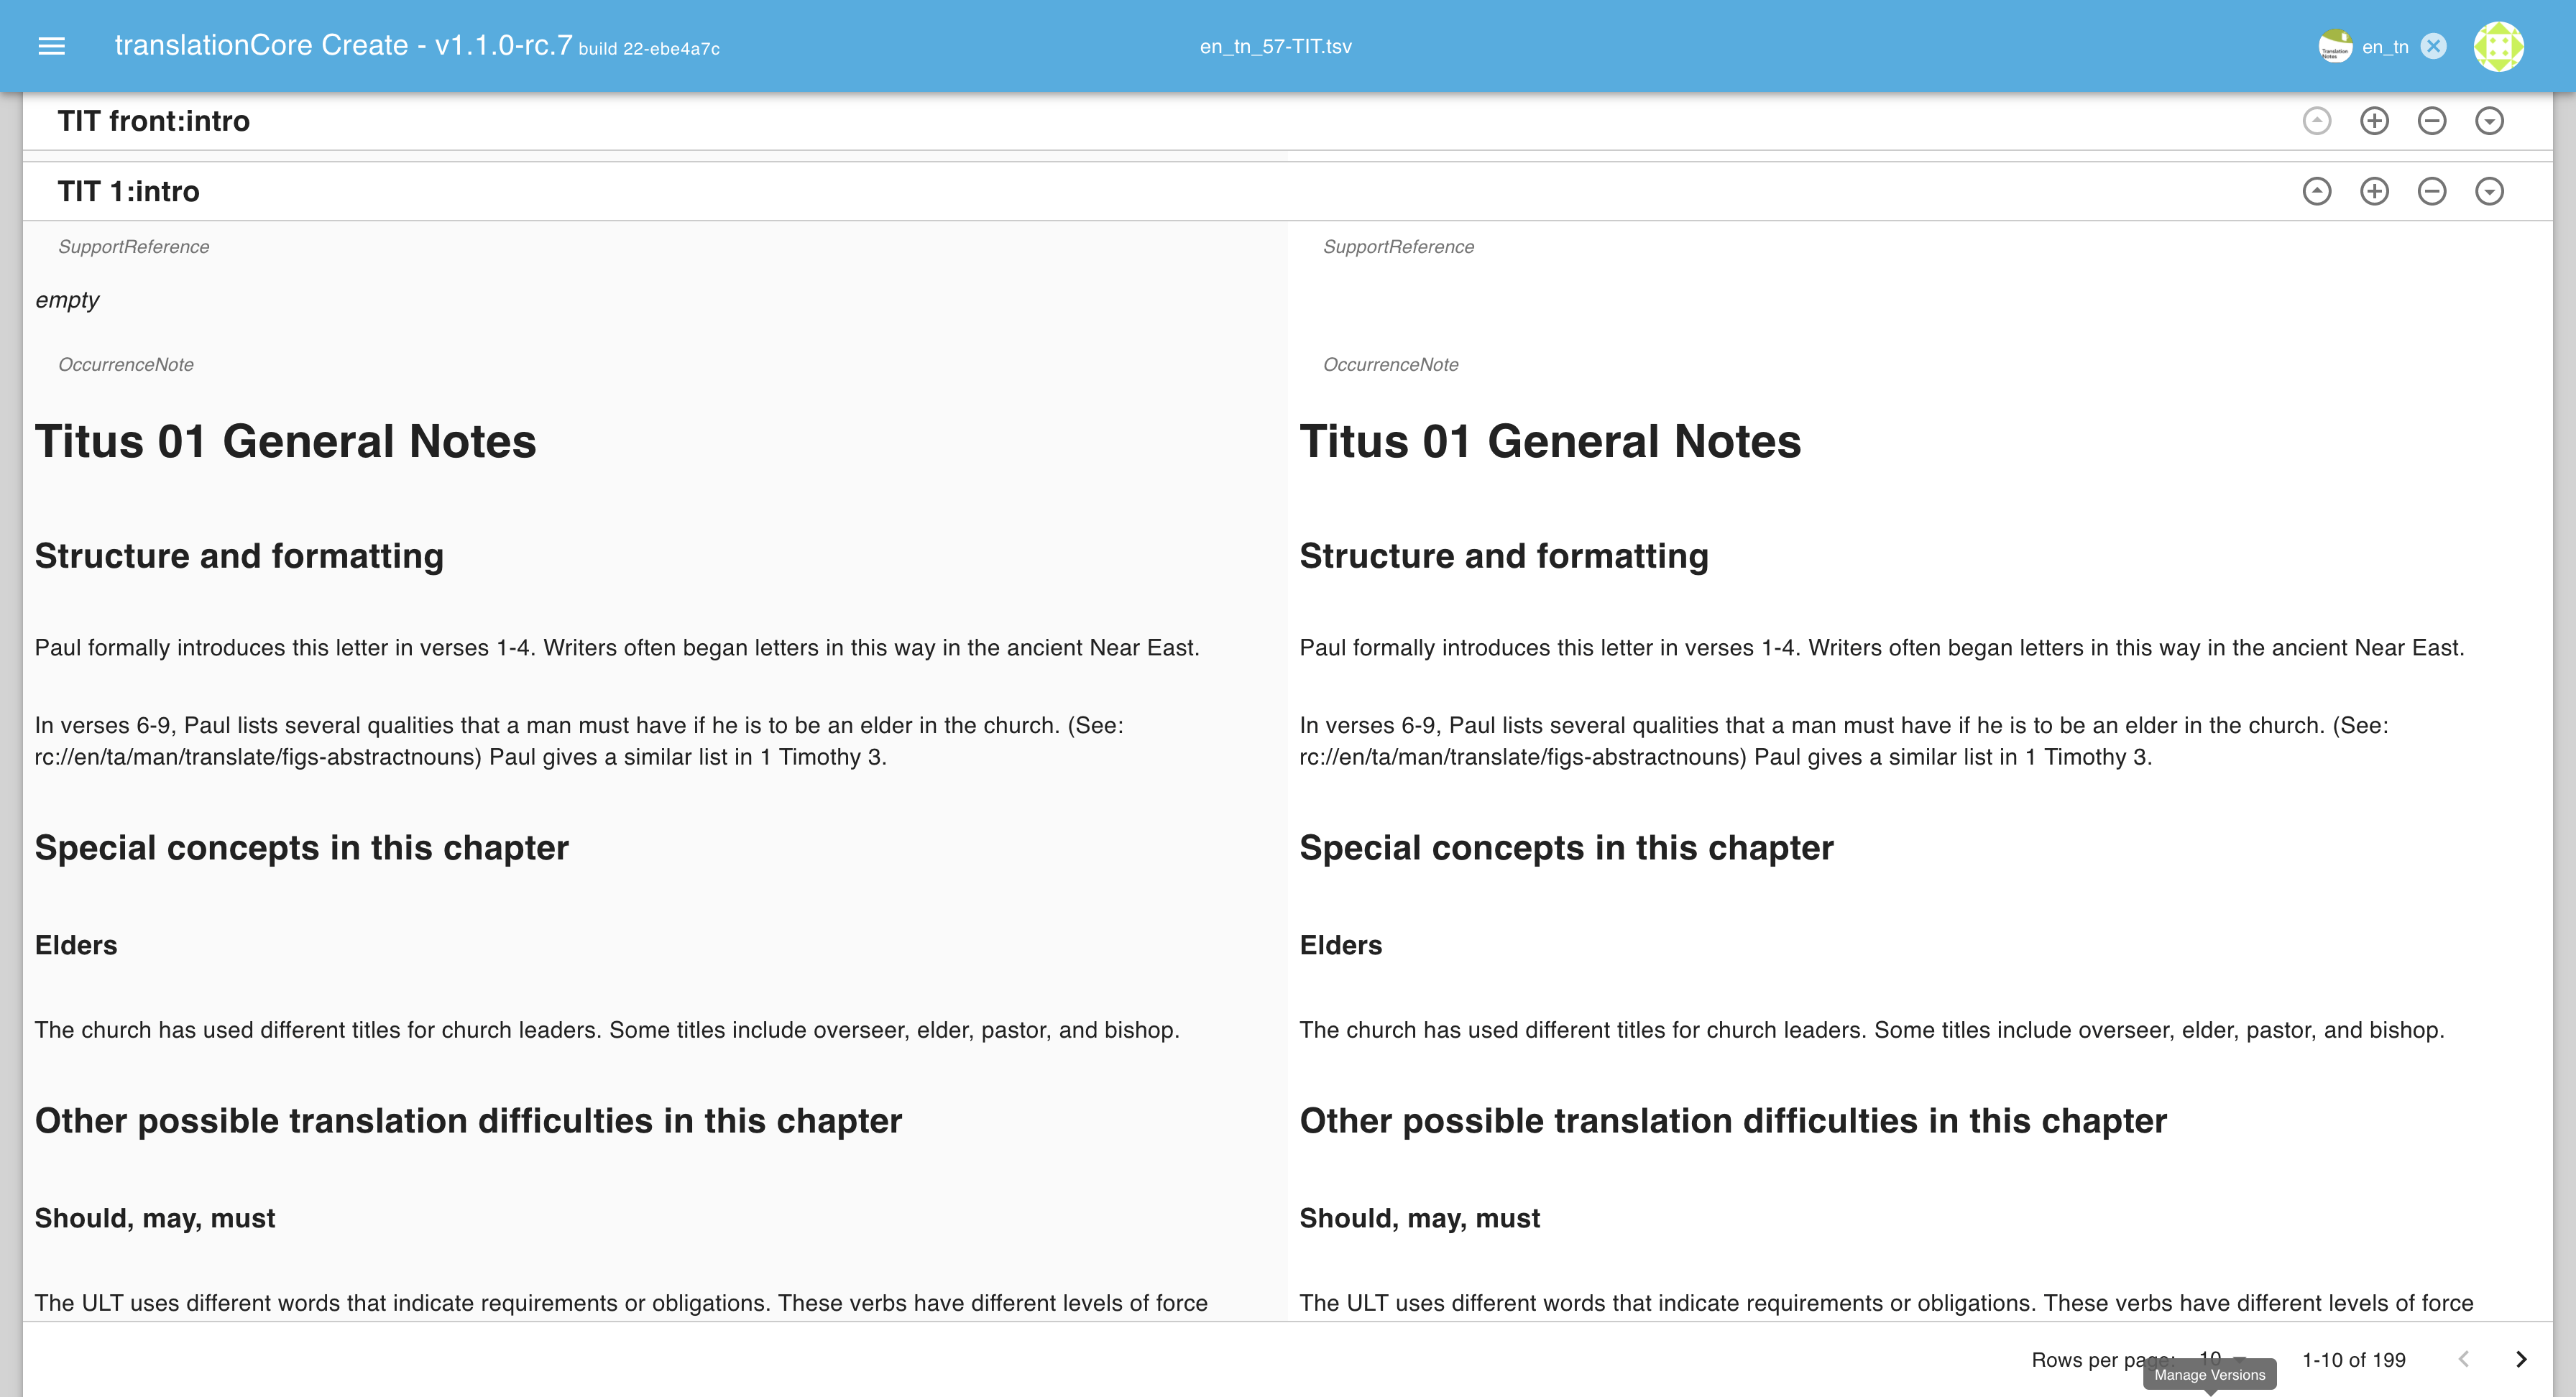 translationCore Create - v1.1.0-rc.7 build 22-ebe4a7c
en_tn_57-TIT.tsv
Translation Notes
en_tn
TIT front:intro
TIT 1:intro
SupportReference
SupportReference
empty
OccurrenceNote
OccurrenceNote
Titus 01 General Notes
Structure and formatting
Paul formally introduces this letter in verses 1-4. Writers often began letters in this way in the ancient Near East.
In verses 6-9, Paul lists several qualities that a man must have if he is to be an elder in the church. (See:
rc://en/ta/man/translate/figs-abstractnouns) Paul gives a similar list in 1 Timothy 3.
Special concepts in this chapter
Elders
The church has used different titles for church leaders. Some titles include overseer, elder, pastor, and bishop.
Other possible translation difficulties in this chapter
Should, may, must
The ULT uses different words that indicate requirements or obligations. These verbs have different levels of force
Titus 01 General Notes
Structure and formatting
Paul formally introduces this letter in verses 1-4. Writers often began letters in this way in the ancient Near East.
In verses 6-9, Paul lists several qualities that a man must have if he is to be an elder in the church. (See:
rc://en/ta/man/translate/figs-abstractnouns) Paul gives a similar list in 1 Timothy 3.
Special concepts in this chapter
Elders
The church has used different titles for church leaders. Some titles include overseer, elder, pastor, and bishop.
Other possible translation difficulties in this chapter
Should, may, must
The ULT uses different words that indicate requirements or obligations. These verbs have different levels of force
Rows per page: 10
1-10 of 199
Manage Versions